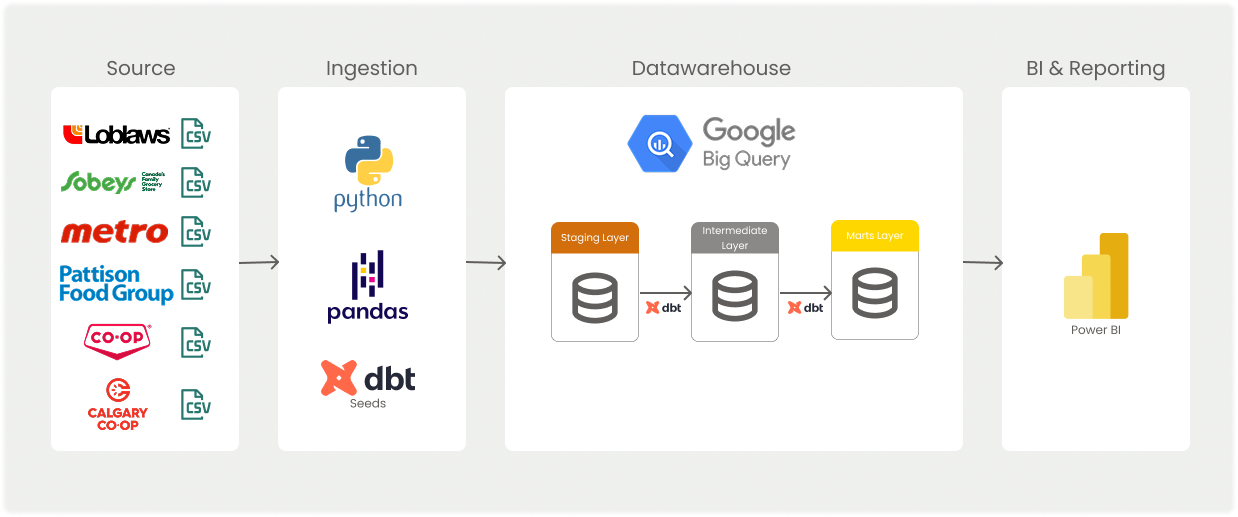 Source
Loblaws
CSV
Sobeys
Canada's
Family
Grocery
Store
CSV
metro
CSV
Pattison
Food Group
CSV
CO·OP®
CSV
CALGARY
CO·OP
CSV
Ingestion
python
pandas
dbt
Seeds
Datawarehouse
Google
Big Query
Staging Layer
dbt
Intermediate
Layer
dbt
Marts Layer
BI & Reporting
Power BI